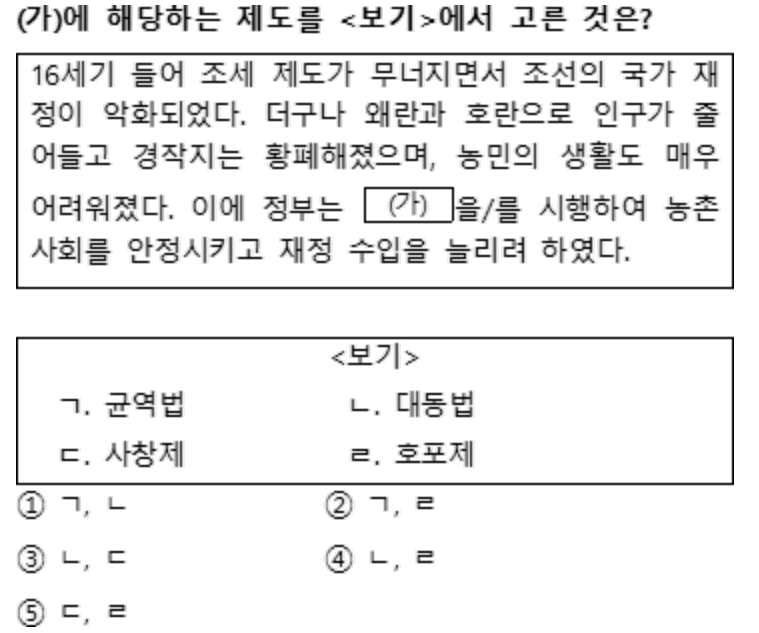 (가)에 해당하는 제도를 <보기>에서 고른 것은?
16세기 들어 조세 제도가 무너지면서 조선의 국가 재
정이 악화되었다. 더구나 왜란과 호란으로 인구가 줄
어들고 경작지는 황폐해졌으며, 농민의 생활도 매우
어려워졌다. 이에 정부는 (가) 을/를 시행하여 농촌
사회를 안정시키고 재정 수입을 늘리려 하였다.
<보기>
ㄱ. 균역법 ㄴ. 대동법
ㄷ. 사창제 ㄹ. 호포제
① ㄱ, ㄴ ② ㄱ, ㄹ
③ ㄴ, ㄷ ④ ㄴ, ㄹ
⑤ ㄷ, ㄹ